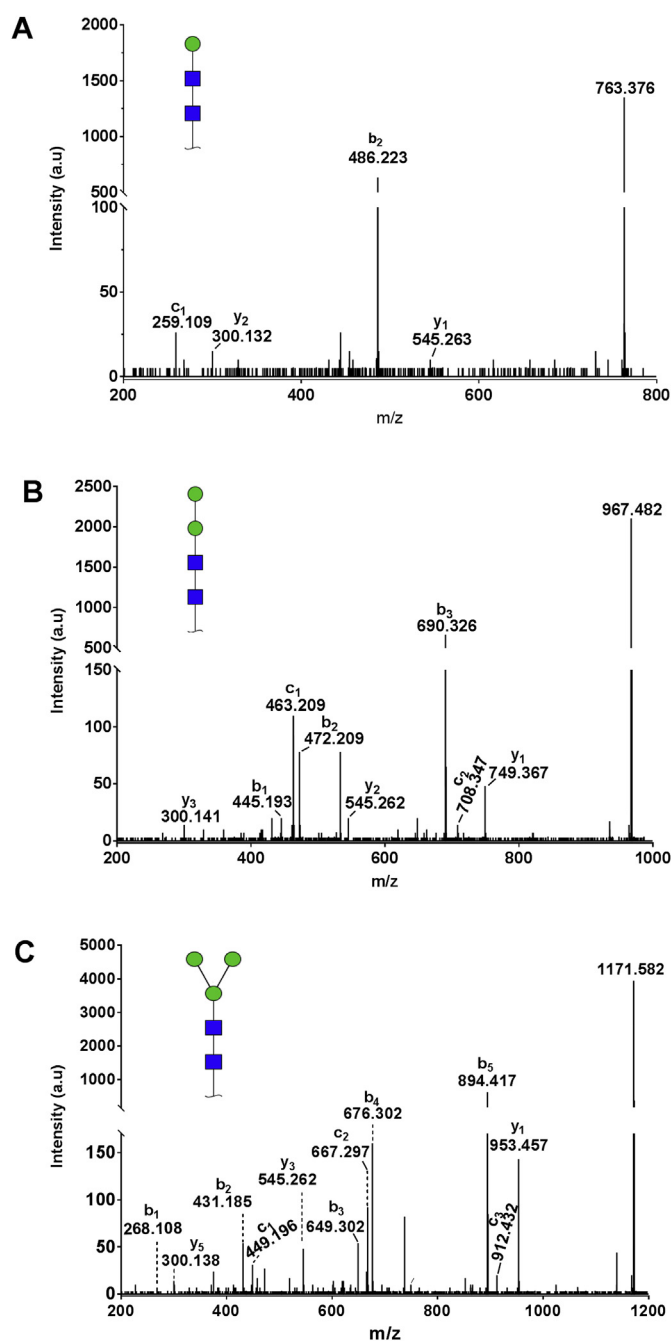 A
2000
1500
1000
500
100
50
0
Intensity (a.u)
763.376
b2
486.223
c1
259.109
y2
300.132
y1
545.263
200 400 600 800
m/z
B
2500
2000
1500
1000
500
150
100
50
0
Intensity (a.u)
967.482
b3
690.326
c1
463.209
b2
472.209
c2
708.347
y1
749.367
y3
300.141
b1
445.193
y2
545.262
200 400 600 800 1000
m/z
C
5000
4000
3000
2000
1000
150
100
50
0
Intensity (a.u)
1171.582
b5
894.417
b4
676.302
y1
953.457
c2
667.297
y3
545.262
b3
649.302
c3
912.432
b2
431.185
c1
449.196
b1
268.108
y5
300.138
200 400 600 800 1000 1200
m/z